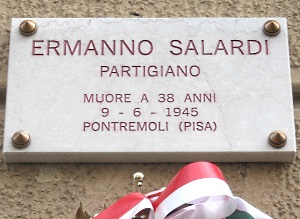 ERMANNO SALARDI
PARTIGIANO
MUORE A 38 ANNI
9 - 6 - 1945
PONTREMOLI (PISA)